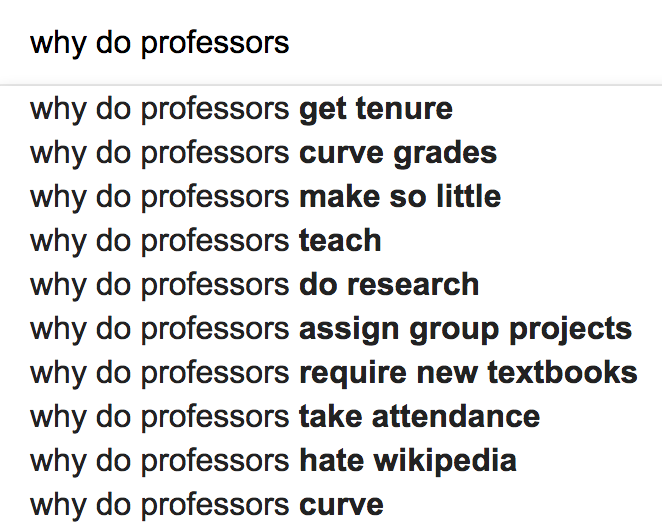 why do professors
why do professors get tenure
why do professors curve grades
why do professors make so little
why do professors teach
why do professors do research
why do professors assign group projects
why do professors require new textbooks
why do professors take attendance
why do professors hate wikipedia
why do professors curve